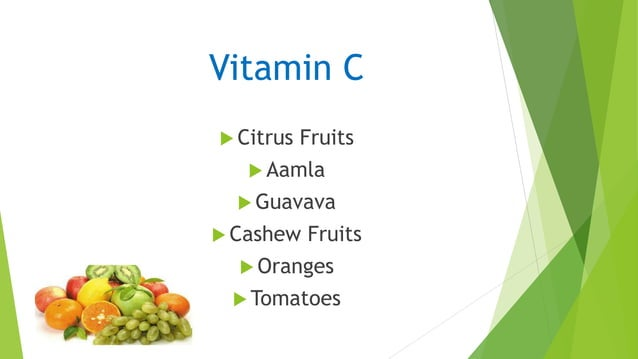 Vitamin C
Citrus Fruits
Aamla
Guavava
Cashew Fruits
Oranges
Tomatoes